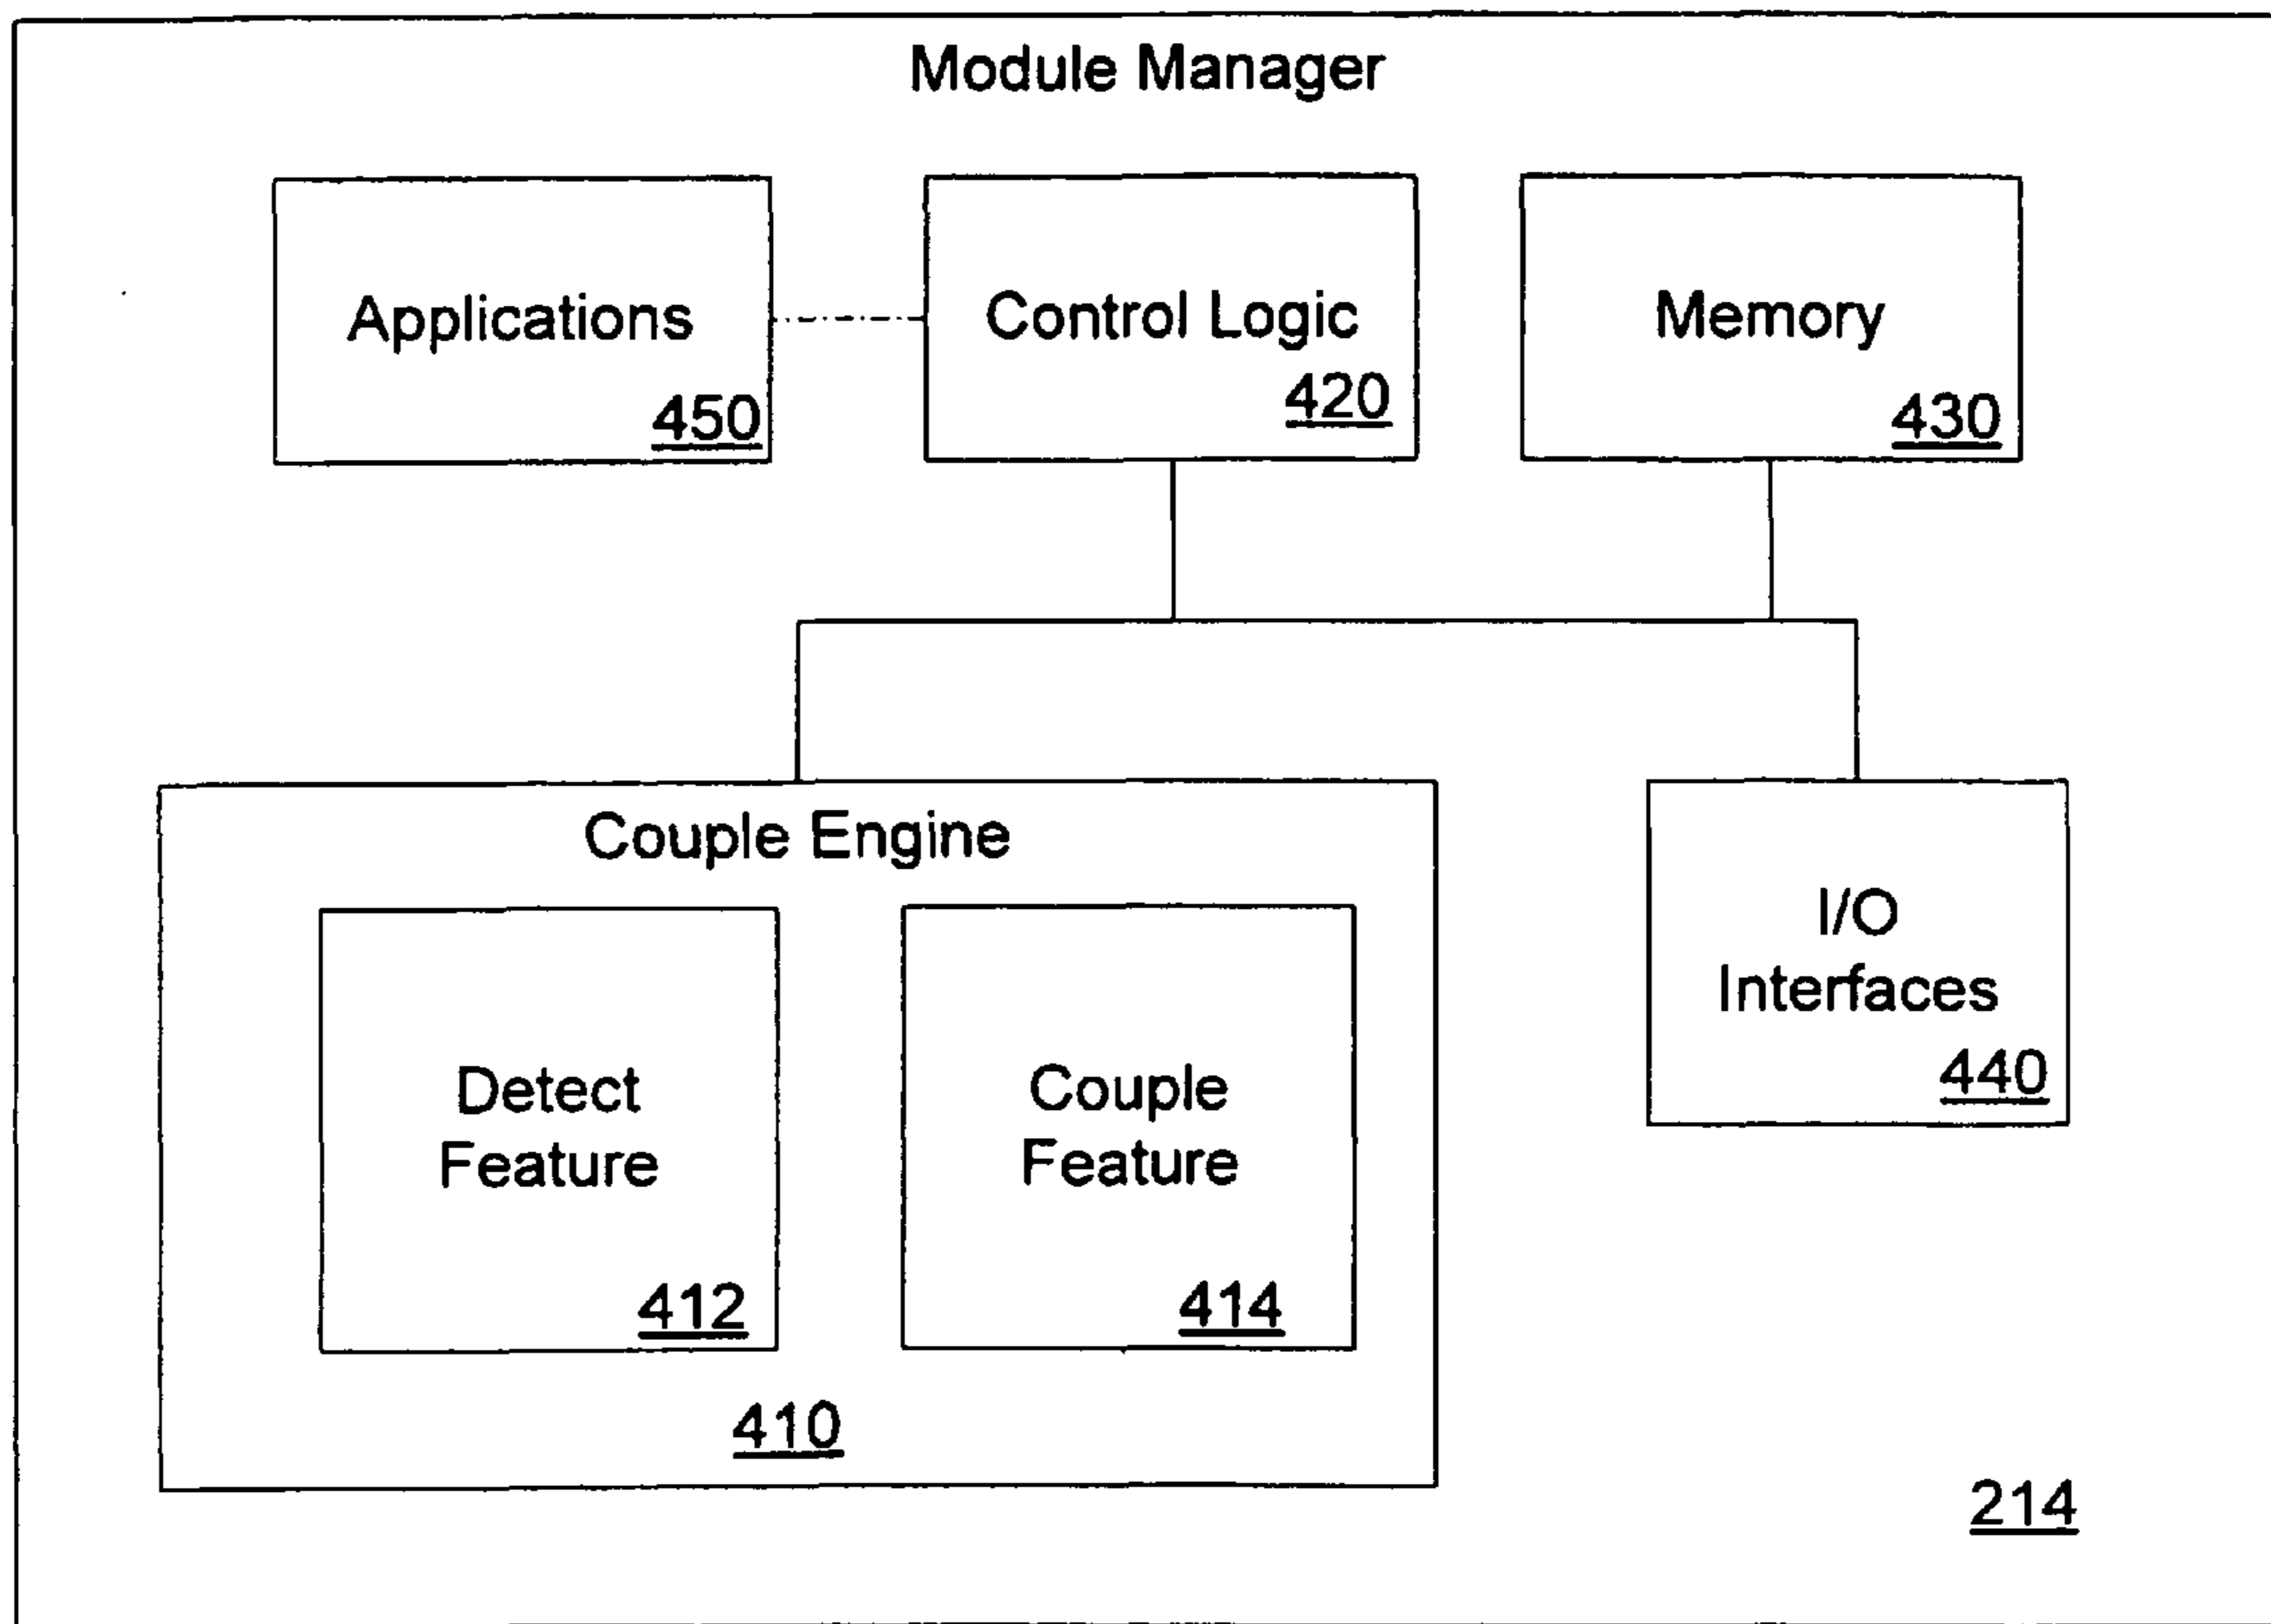 Module Manager
Applications
450
Control Logic
420
Memory
430
Couple Engine
Detect
Feature
412
Couple
Feature
414
410
I/O
Interfaces
440
214